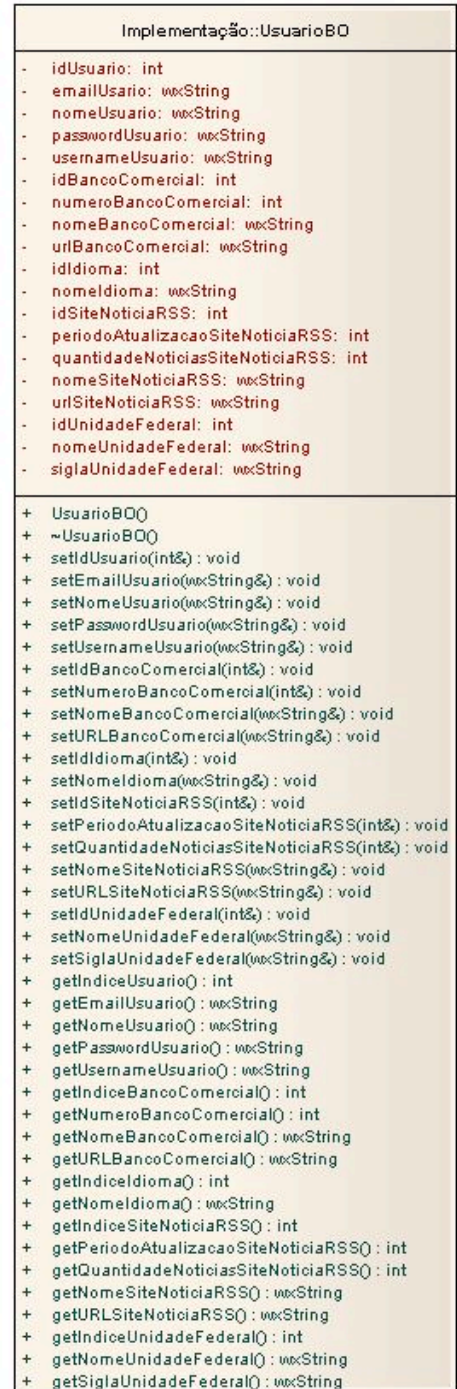 Implementação::UsuarioBO
- idUsuario: int
- emailUsario: wxString
- nomeUsuario: wxString
- passwordUsuario: wxString
- usernameUsuario: wxString
- idBancoComercial: int
- numeroBancoComercial: int
- nomeBancoComercial: wxString
- urlBancoComercial: wxString
- idIdioma: int
- nomeIdioma: wxString
- idSiteNoticiaRSS: int
- periodoAtualizacaoSiteNoticiaRSS: int
- quantidadeNoticiasSiteNoticiaRSS: int
- nomeSiteNoticiaRSS: wxString
- urlSiteNoticiaRSS: wxString
- idUnidadeFederal: int
- nomeUnidadeFederal: wxString
- siglaUnidadeFederal: wxString
+ UsuarioBO()
+ ~UsuarioBO()
+ setIdUsuario(int&) : void
+ setEmailUsuario(wxString&) : void
+ setNomeUsuario(wxString&) : void
+ setPasswordUsuario(wxString&) : void
+ setUsernameUsuario(wxString&) : void
+ setIdBancoComercial(int&) : void
+ setNumeroBancoComercial(int&) : void
+ setNomeBancoComercial(wxString&) : void
+ setURLBancoComercial(wxString&) : void
+ setIdIdioma(int&) : void
+ setNomeIdioma(wxString&) : void
+ setIdSiteNoticiaRSS(int&) : void
+ setPeriodoAtualizacaoSiteNoticiaRSS(int&) : void
+ setQuantidadeNoticiasSiteNoticiaRSS(int&) : void
+ setNomeSiteNoticiaRSS(wxString&) : void
+ setURLSiteNoticiaRSS(wxString&) : void
+ setIdUnidadeFederal(int&) : void
+ setNomeUnidadeFederal(wxString&) : void
+ setSiglaUnidadeFederal(wxString&) : void
+ getIndiceUsuario() : int
+ getEmailUsuario() : wxString
+ getNomeUsuario() : wxString
+ getPasswordUsuario() : wxString
+ getUsernameUsuario() : wxString
+ getIndiceBancoComercial() : int
+ getNumeroBancoComercial() : int
+ getNomeBancoComercial() : wxString
+ getURLBancoComercial() : wxString
+ getIndiceIdioma() : int
+ getNomeIdioma() : wxString
+ getIndiceSiteNoticiaRSS() : int
+ getPeriodoAtualizacaoSiteNoticiaRSS() : int
+ getQuantidadeNoticiasSiteNoticiaRSS() : int
+ getNomeSiteNoticiaRSS() : wxString
+ getURLSiteNoticiaRSS() : wxString
+ getIndiceUnidadeFederal() : int
+ getNomeUnidadeFederal() : wxString
+ getSiglaUnidadeFederal() : wxString